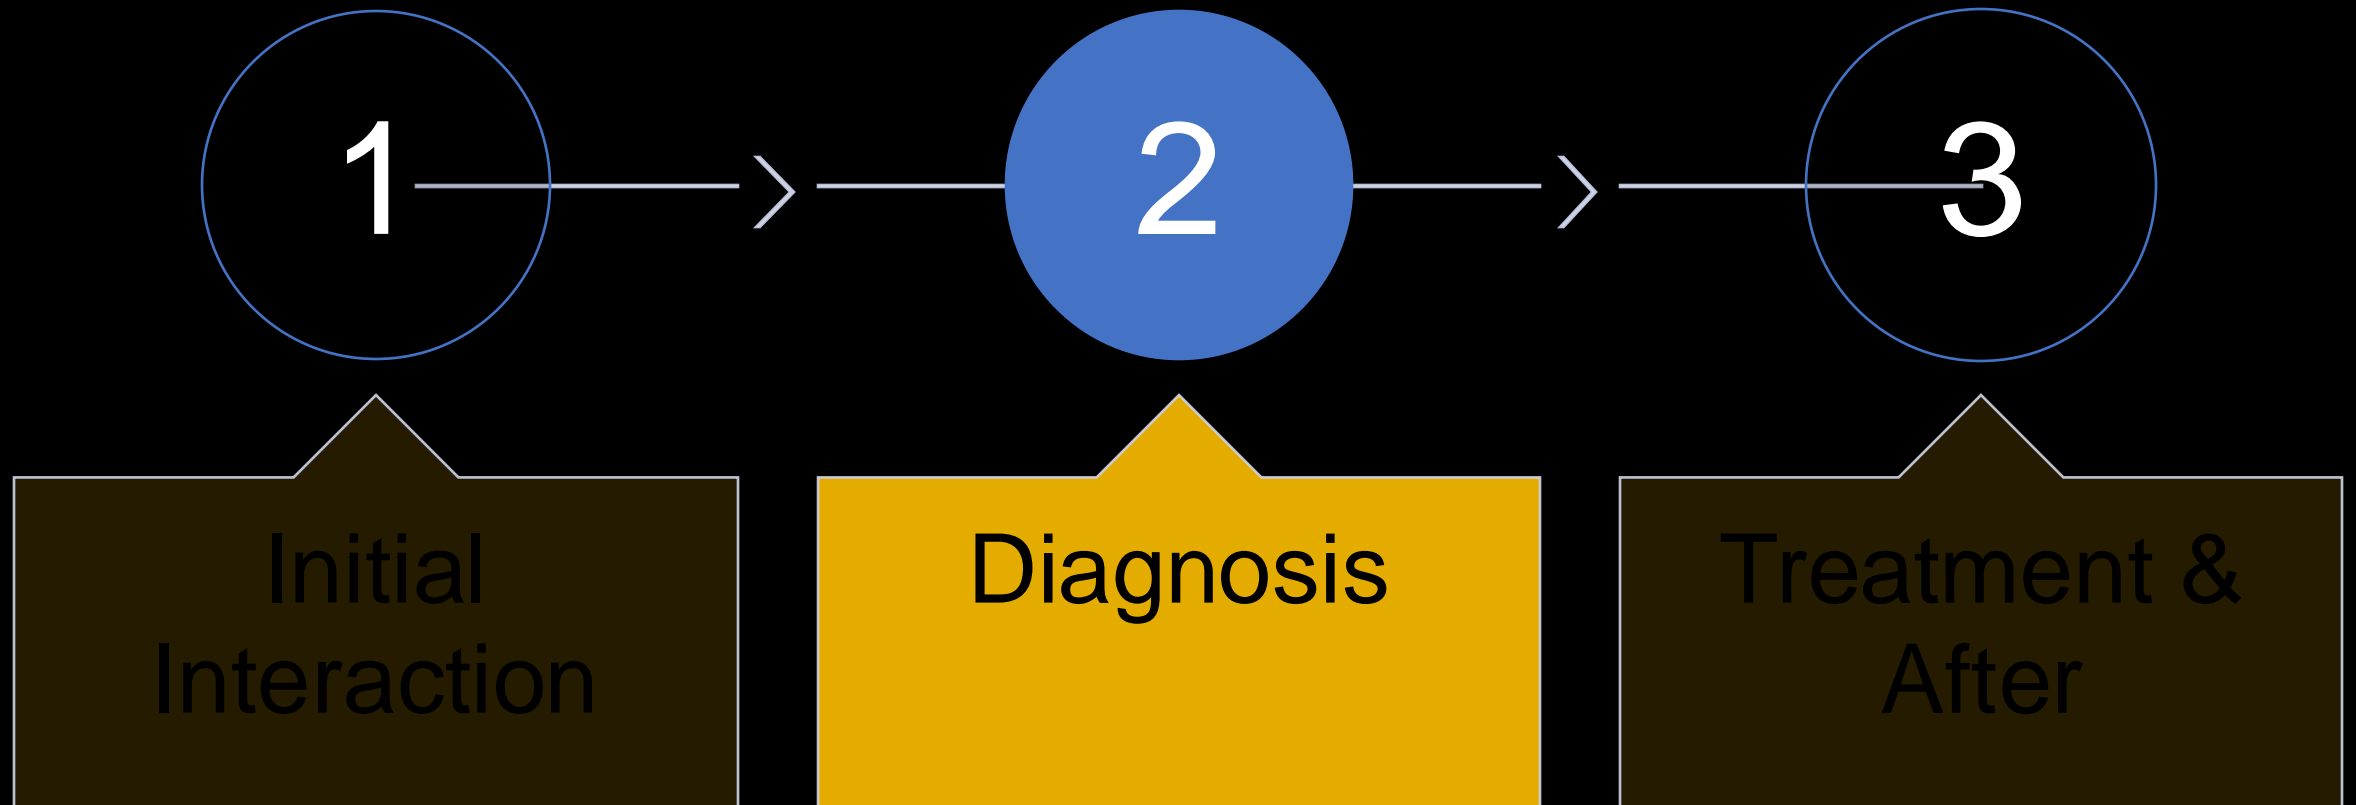 1
2
3
Initial
Interaction
Diagnosis
Treatment &
After